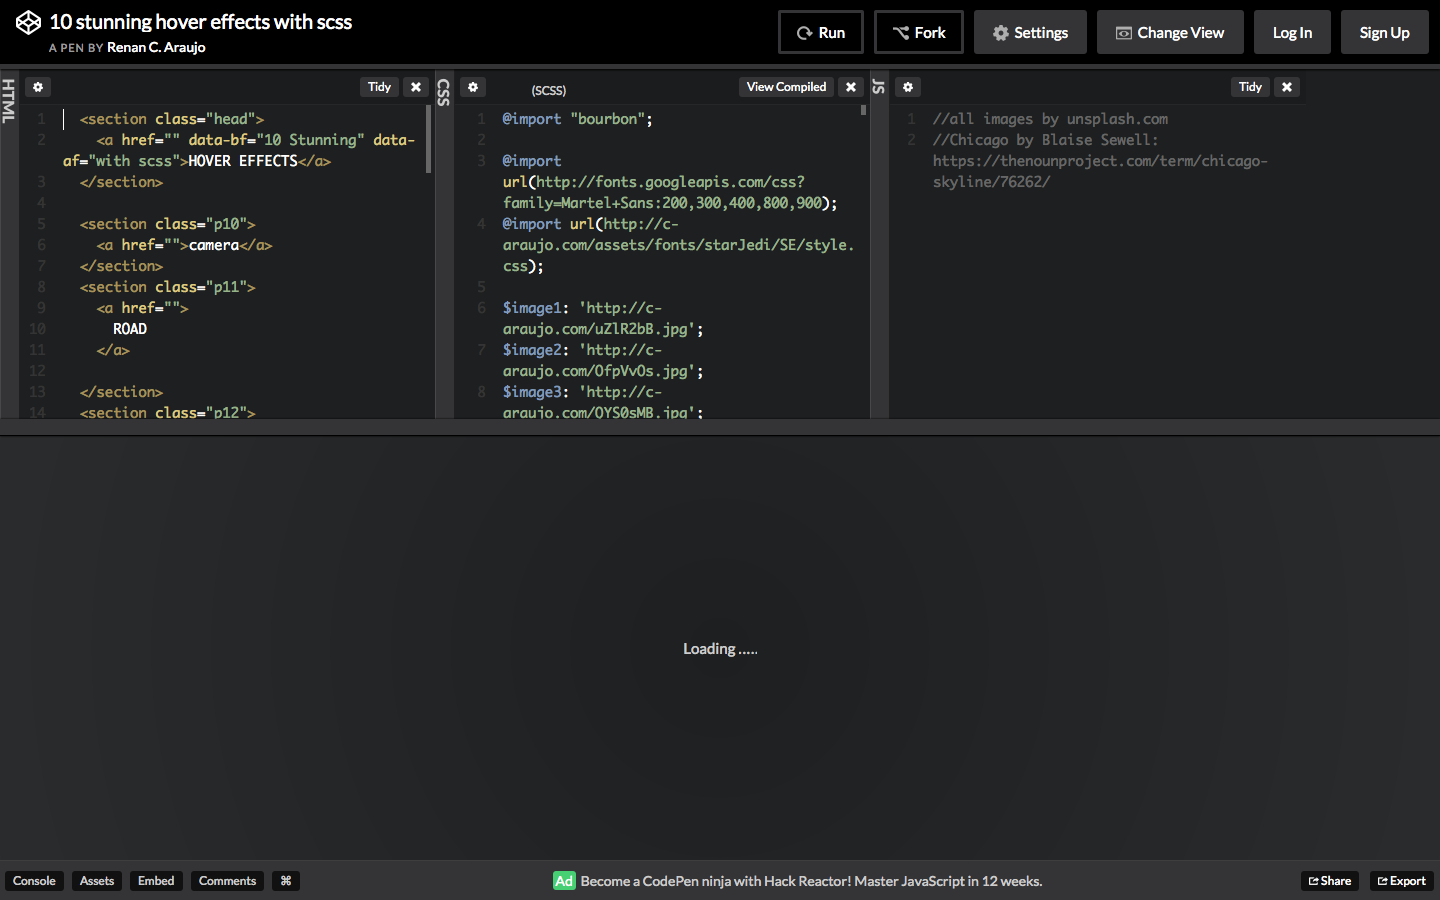 10 stunning hover effects with scss
A PEN BY Renan C. Araujo
Run
Fork
Settings
Change View
Log In
Sign Up
HTML
Tidy
1 <section class="head">
2 <a href="" data-bf="10 Stunning" data-
af="with scss">HOVER EFFECTS</a>
3 </section>
4
5 <section class="p10">
6 <a href="">camera</a>
7 </section>
8 <section class="p11">
9 <a href="">
10 ROAD
11 </a>
12
13 </section>
14 <section class="p12">
CSS
(SCSS)
View Compiled
1 @import "bourbon";
2
3 @import
url(http://fonts.googleapis.com/css?
family=Martel+Sans:200,300,400,800,900);
4 @import url(http://c-
araujo.com/assets/fonts/starJedi/SE/style.
css);
5
6 $image1: 'http://c-
araujo.com/uZlR2bB.jpg';
7 $image2: 'http://c-
araujo.com/OfpVvOs.jpg';
8 $image3: 'http://c-
araujo.com/OYS0sMB.jpg';
JS
Tidy
1 //all images by unsplash.com
2 //Chicago by Blaise Sewell:
https://thenounproject.com/term/chicago-
skyline/76262/
Loading .....
Console
Assets
Embed
Comments
⌘
Ad Become a CodePen ninja with Hack Reactor! Master JavaScript in 12 weeks.
Share
Export